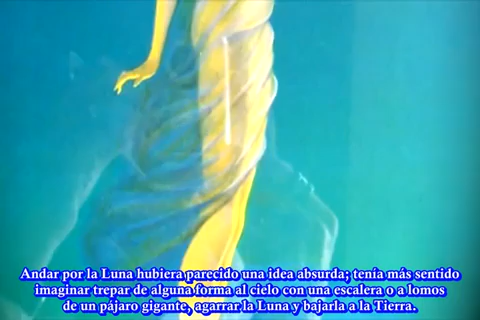 Andar por la Luna hubiera parecido una idea absurda; tenía más sentido
imaginar trepar de alguna forma al cielo con una escalera o a lomos
de un pájaro gigante, agarrar la Luna y bajarla a la Tierra.